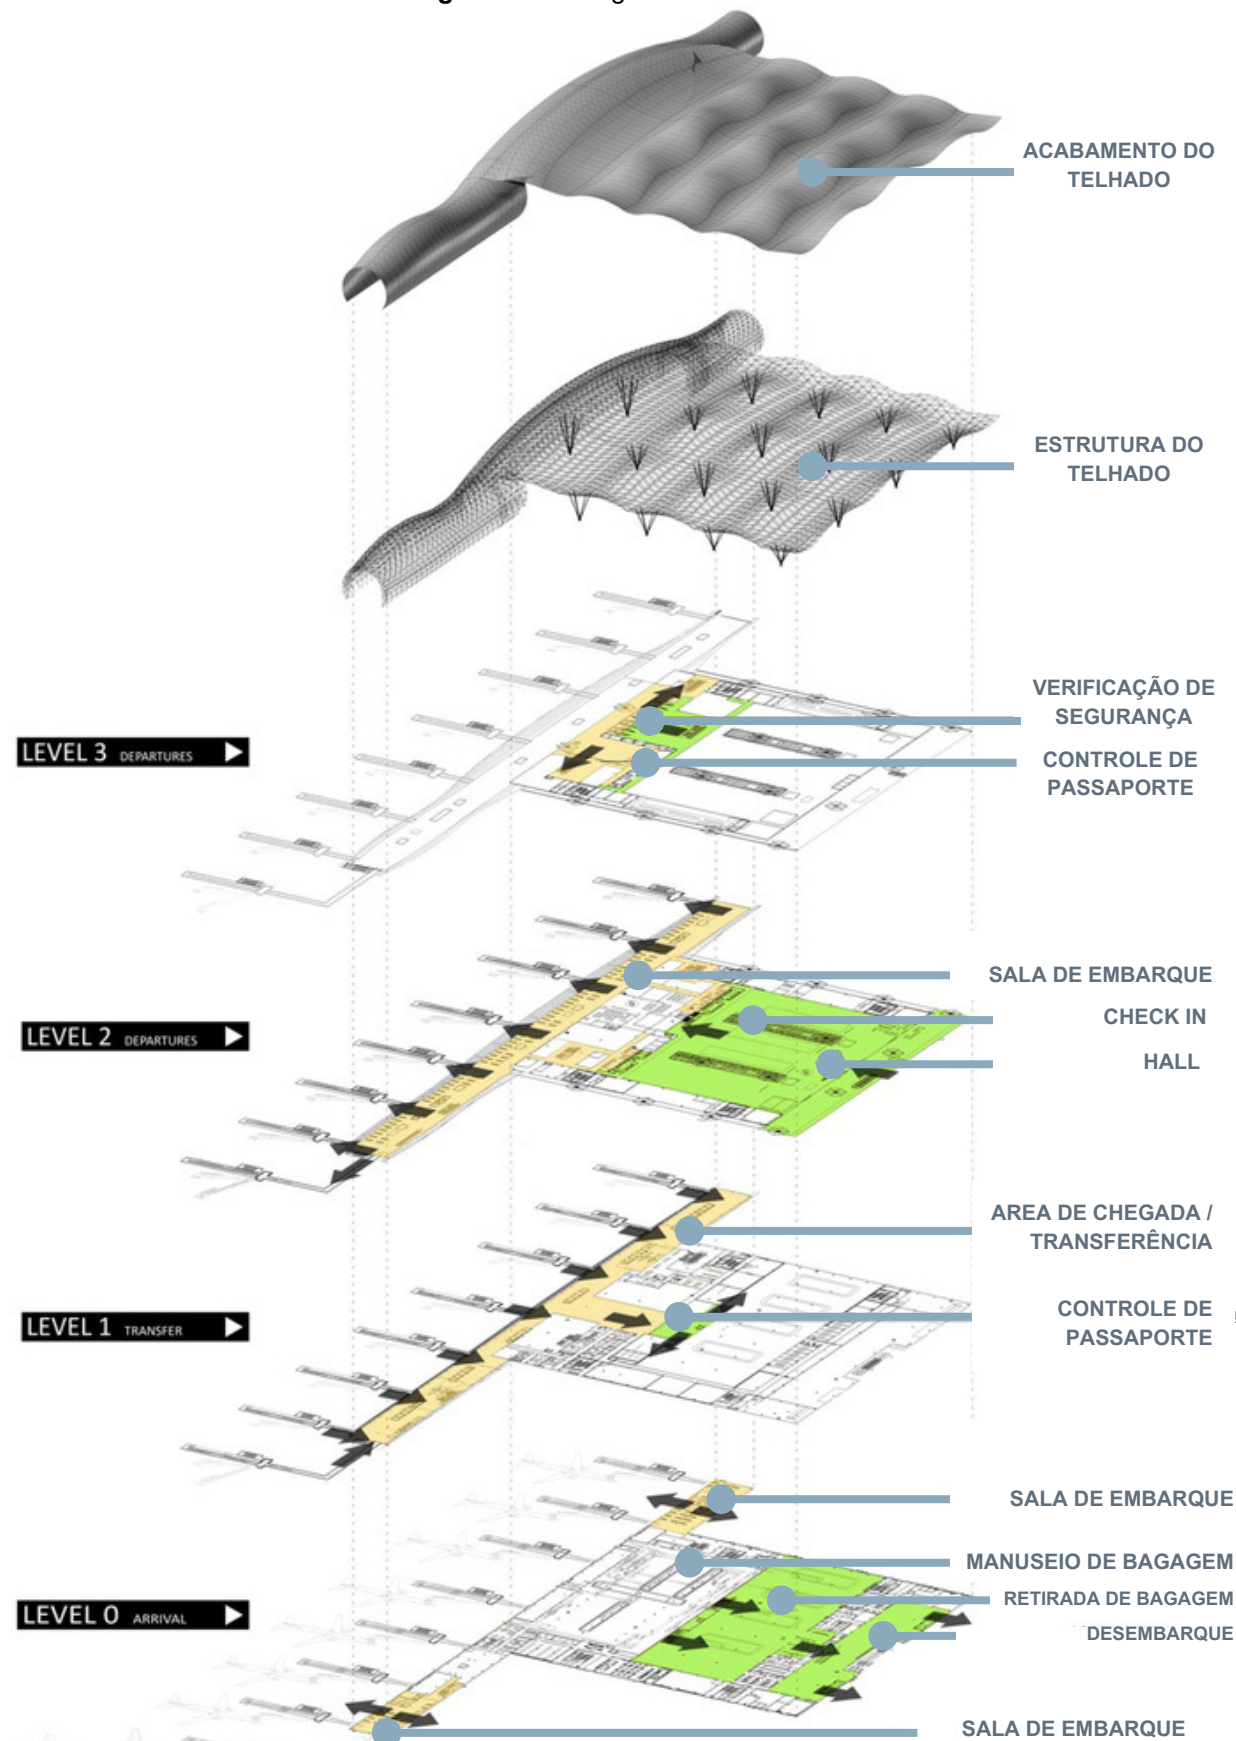 ACABAMENTO DO
TELHADO
ESTRUTURA DO
TELHADO
VERIFICAÇÃO DE
SEGURANÇA
LEVEL 3 DEPARTURES
CONTROLE DE
PASSAPORTE
SALA DE EMBARQUE
CHECK IN
LEVEL 2 DEPARTURES
HALL
AREA DE CHEGADA /
TRANSFERÊNCIA
CONTROLE DE
LEVEL 1 TRANSFER
PASSAPORTE
SALA DE EMBARQUE
MANUSEIO DE BAGAGEM
RETIRADA DE BAGAGEM
LEVEL 0 ARRIVAL
DESEMBARQUE
SALA DE EMBARQUE